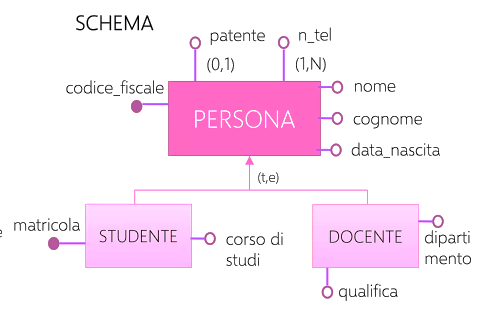 SCHEMA
patente
n_tel
(0,1)
(1,N)
codice_fiscale
nome
PERSONA
cognome
data_nascita
(t,e)
e
matricola
STUDENTE
corso di
studi
DOCENTE
diparti
mento
qualifica